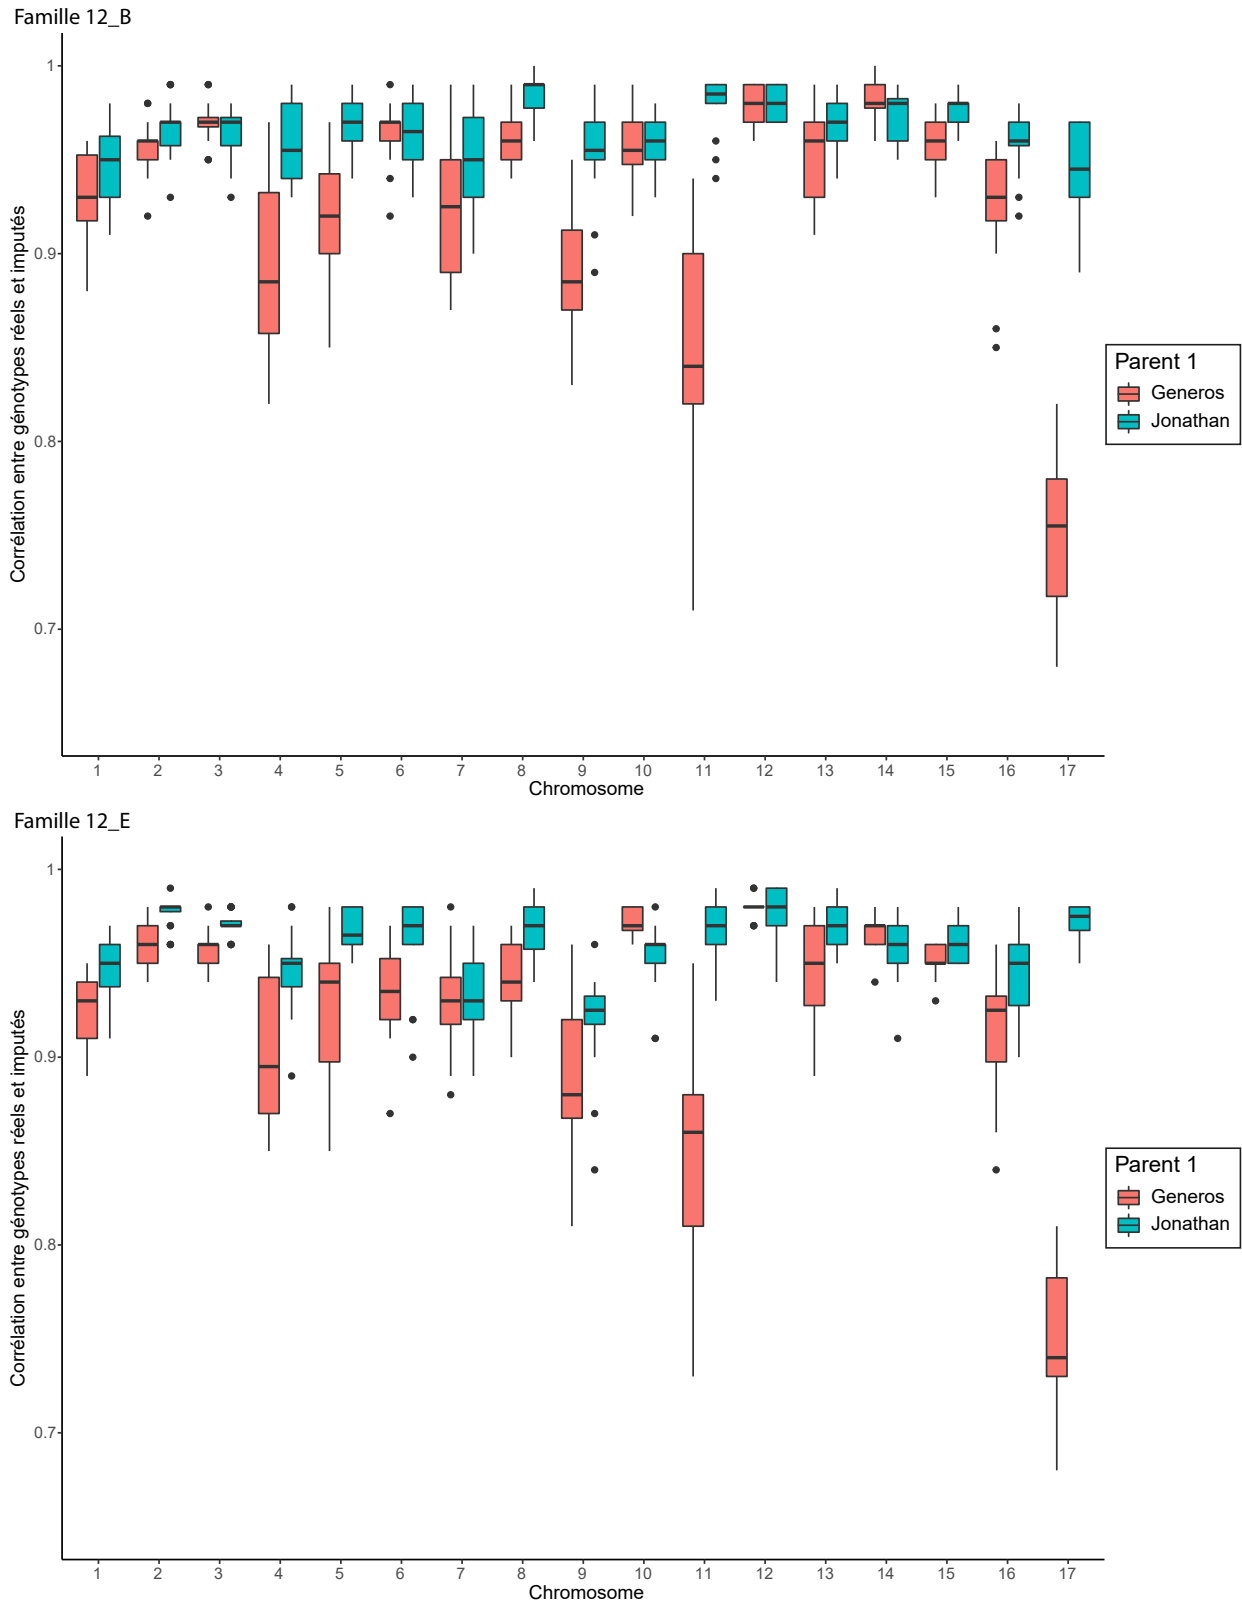 Famille 12_B
Corrélation entre génotypes réels et imputés
1
0.9
0.8
0.7
1 2 3 4 5 6 7 8 9 10 11 12 13 14 15 16 17
Chromosome
Parent 1
Generos
Jonathan
Famille 12_E
Corrélation entre génotypes réels et imputés
1
0.9
0.8
0.7
1 2 3 4 5 6 7 8 9 10 11 12 13 14 15 16 17
Chromosome
Parent 1
Generos
Jonathan